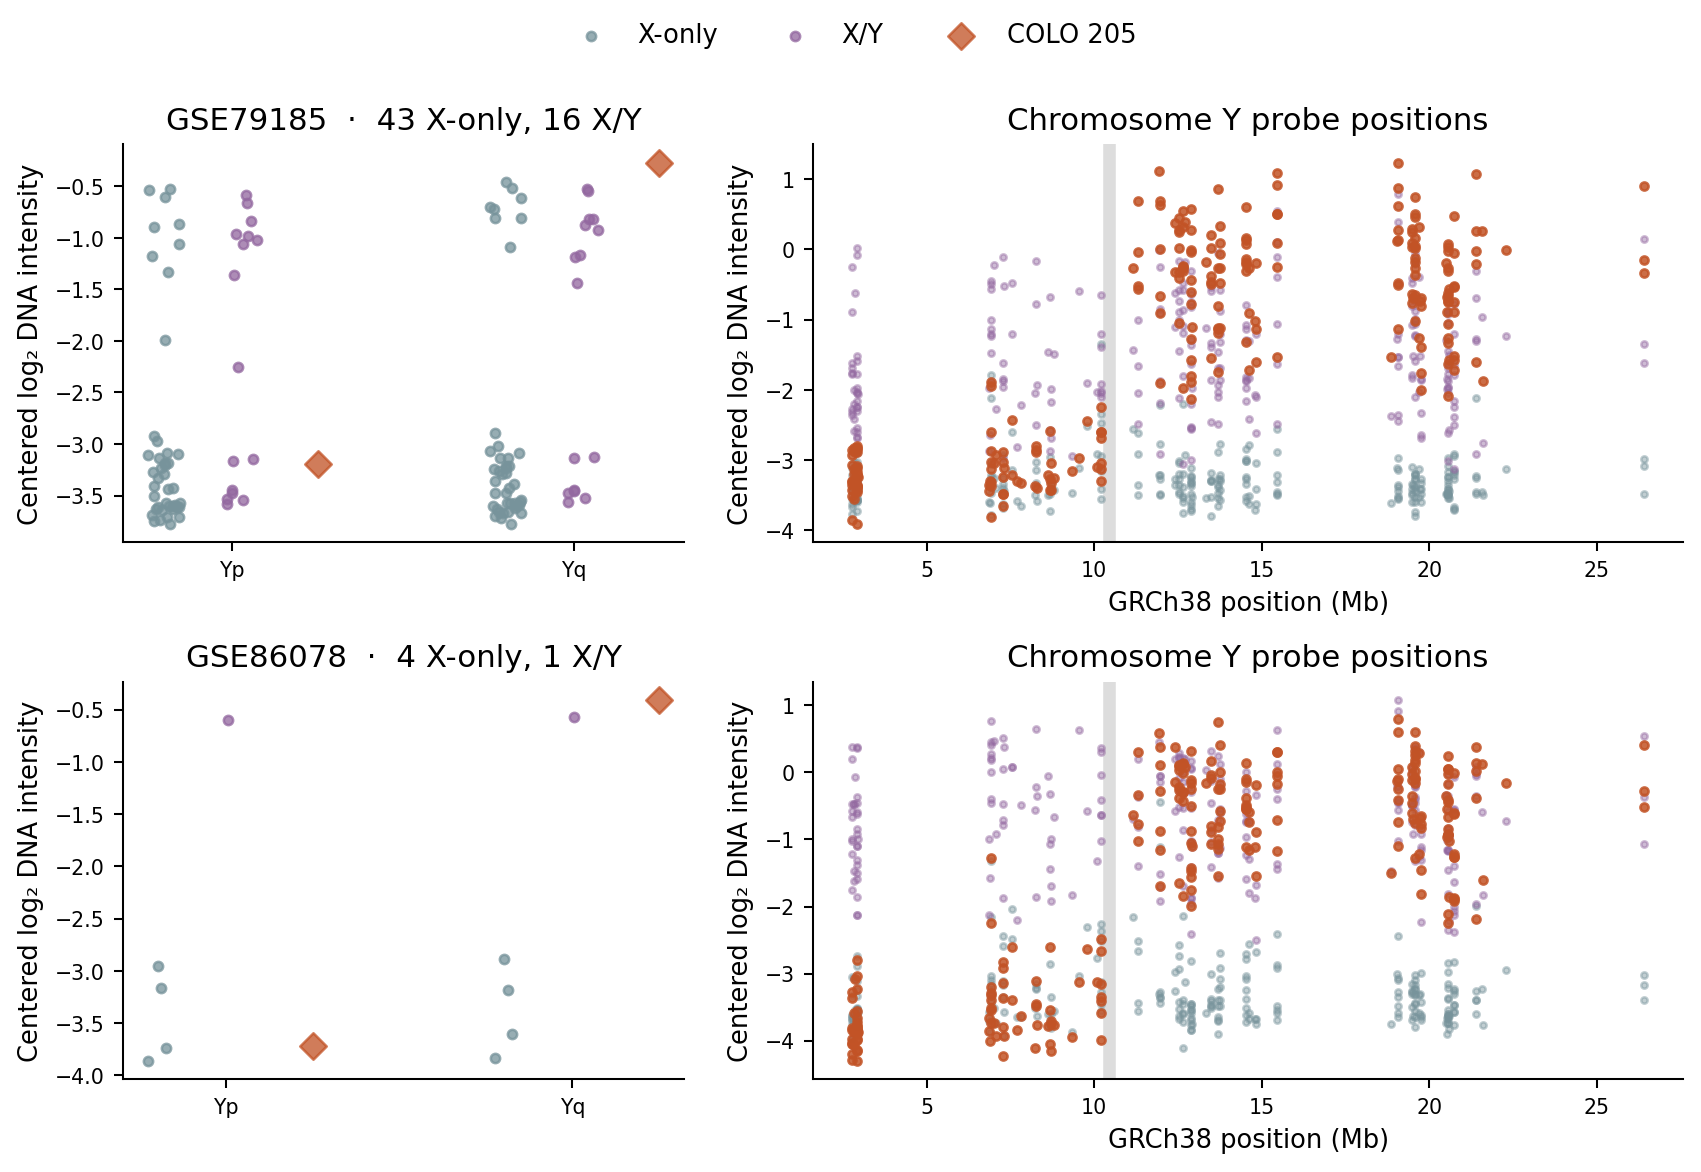 X-only X/Y COLO 205
GSE79185 · 43 X-only, 16 X/Y
Centered log₂ DNA intensity
−0.5
−1.0
−1.5
−2.0
−2.5
−3.0
−3.5
Yp Yq
Chromosome Y probe positions
Centered log₂ DNA intensity
1
0
−1
−2
−3
−4
5 10 15 20 25
GRCh38 position (Mb)
GSE86078 · 4 X-only, 1 X/Y
Centered log₂ DNA intensity
−0.5
−1.0
−1.5
−2.0
−2.5
−3.0
−3.5
−4.0
Yp Yq
Chromosome Y probe positions
Centered log₂ DNA intensity
1
0
−1
−2
−3
−4
5 10 15 20 25
GRCh38 position (Mb)